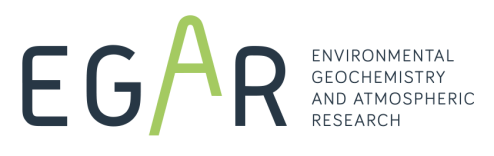 EGAR
ENVIRONMENTAL
GEOCHEMISTRY
AND ATMOSPHERIC
RESEARCH